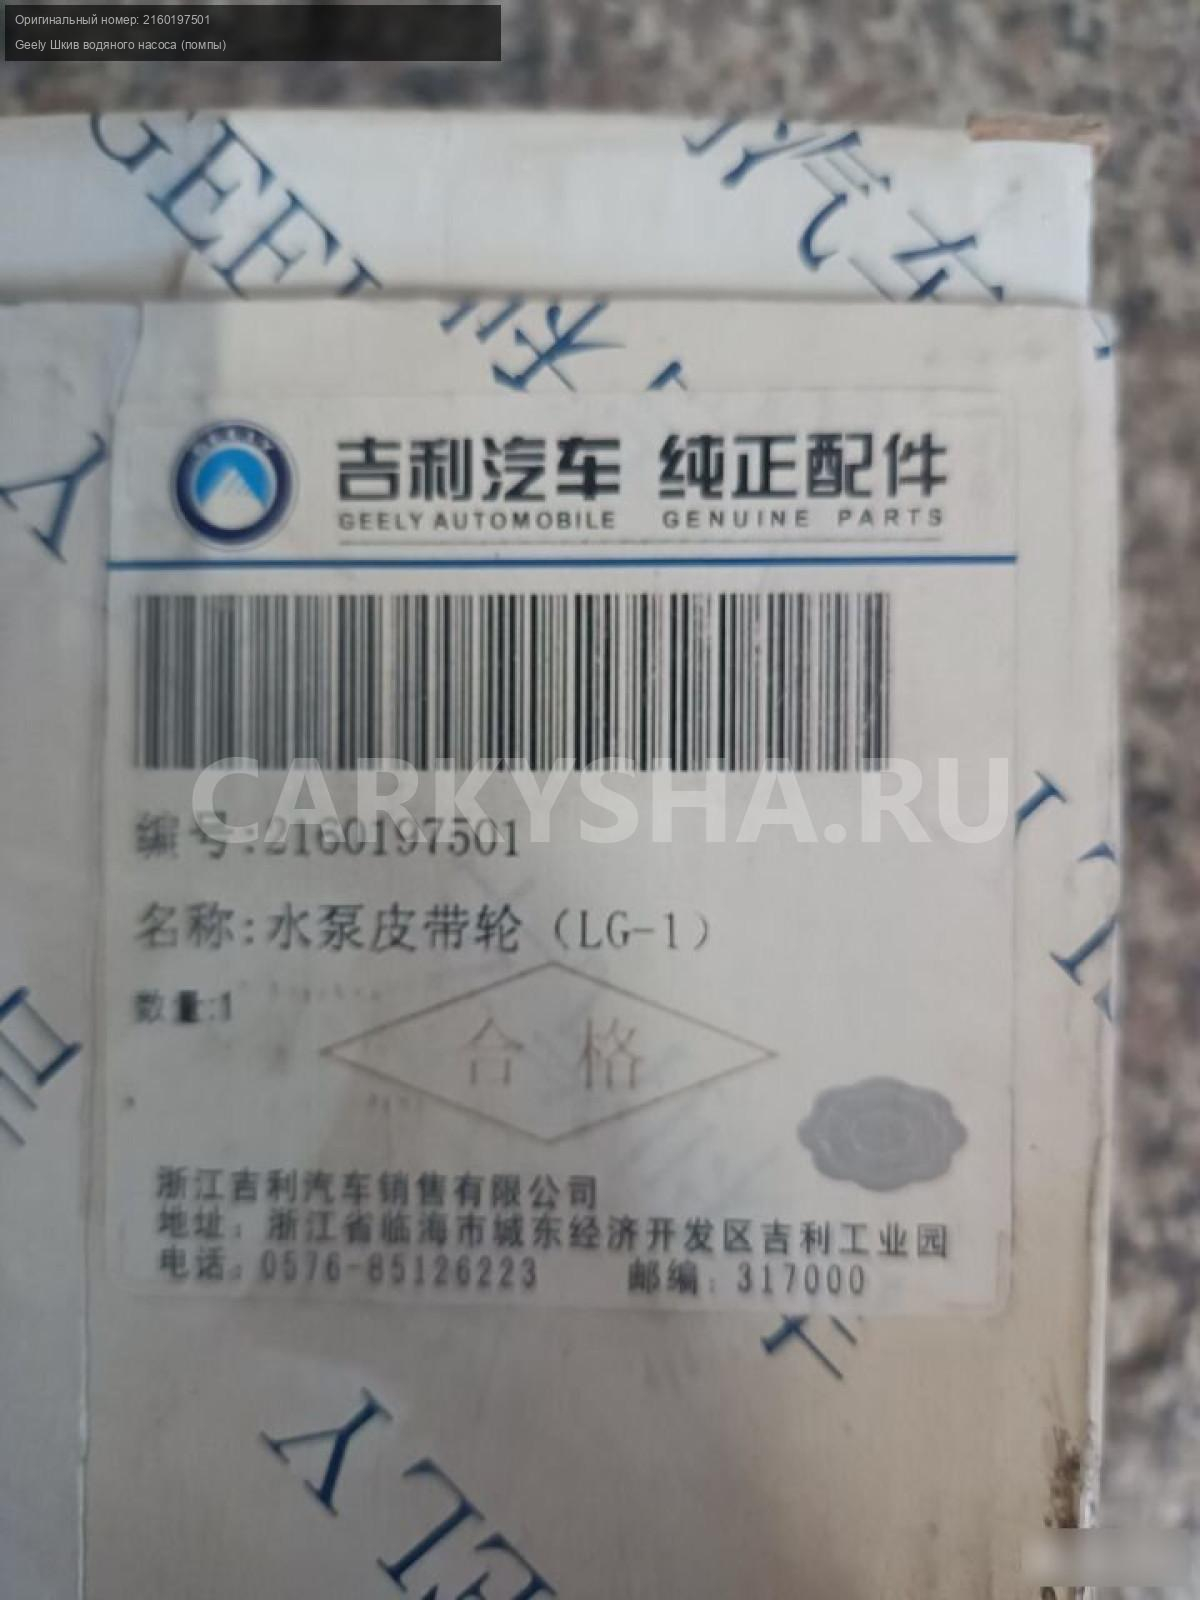 Оригинальный номер: 2160197501
Geely Шкив водяного насоса (помпы)
GEELY
汽车
吉利汽车 纯正配件
GEELY AUTOMOBILE GENUINE PARTS
CARKYSHA.RU
编号:2160197501
名称:水泵皮带轮（LG-1）
数量:1
合格
浙江吉利汽车销售有限公司
地址：浙江省临海市城东经济开发区吉利工业园
电话：0576-85126223 邮编：317000
ELY